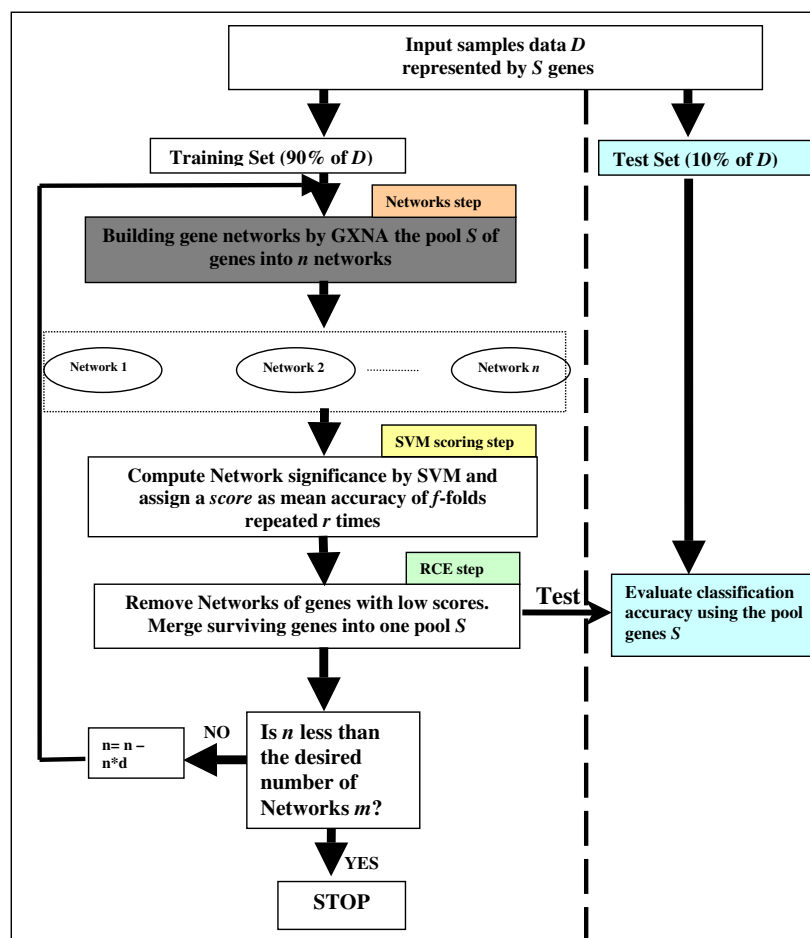 Input samples data D
represented by S genes
Training Set (90% of D)
Test Set (10% of D)
Networks step
Building gene networks by GXNA the pool S of
genes into n networks
Network 1
Network 2
................
Network n
SVM scoring step
Compute Network significance by SVM and
assign a score as mean accuracy of f-folds
repeated r times
RCE step
Remove Networks of genes with low scores.
Merge surviving genes into one pool S
Test
Evaluate classification
accuracy using the pool
genes S
Is n less than
the desired
number of
Networks m?
NO
n= n –
n*d
YES
STOP